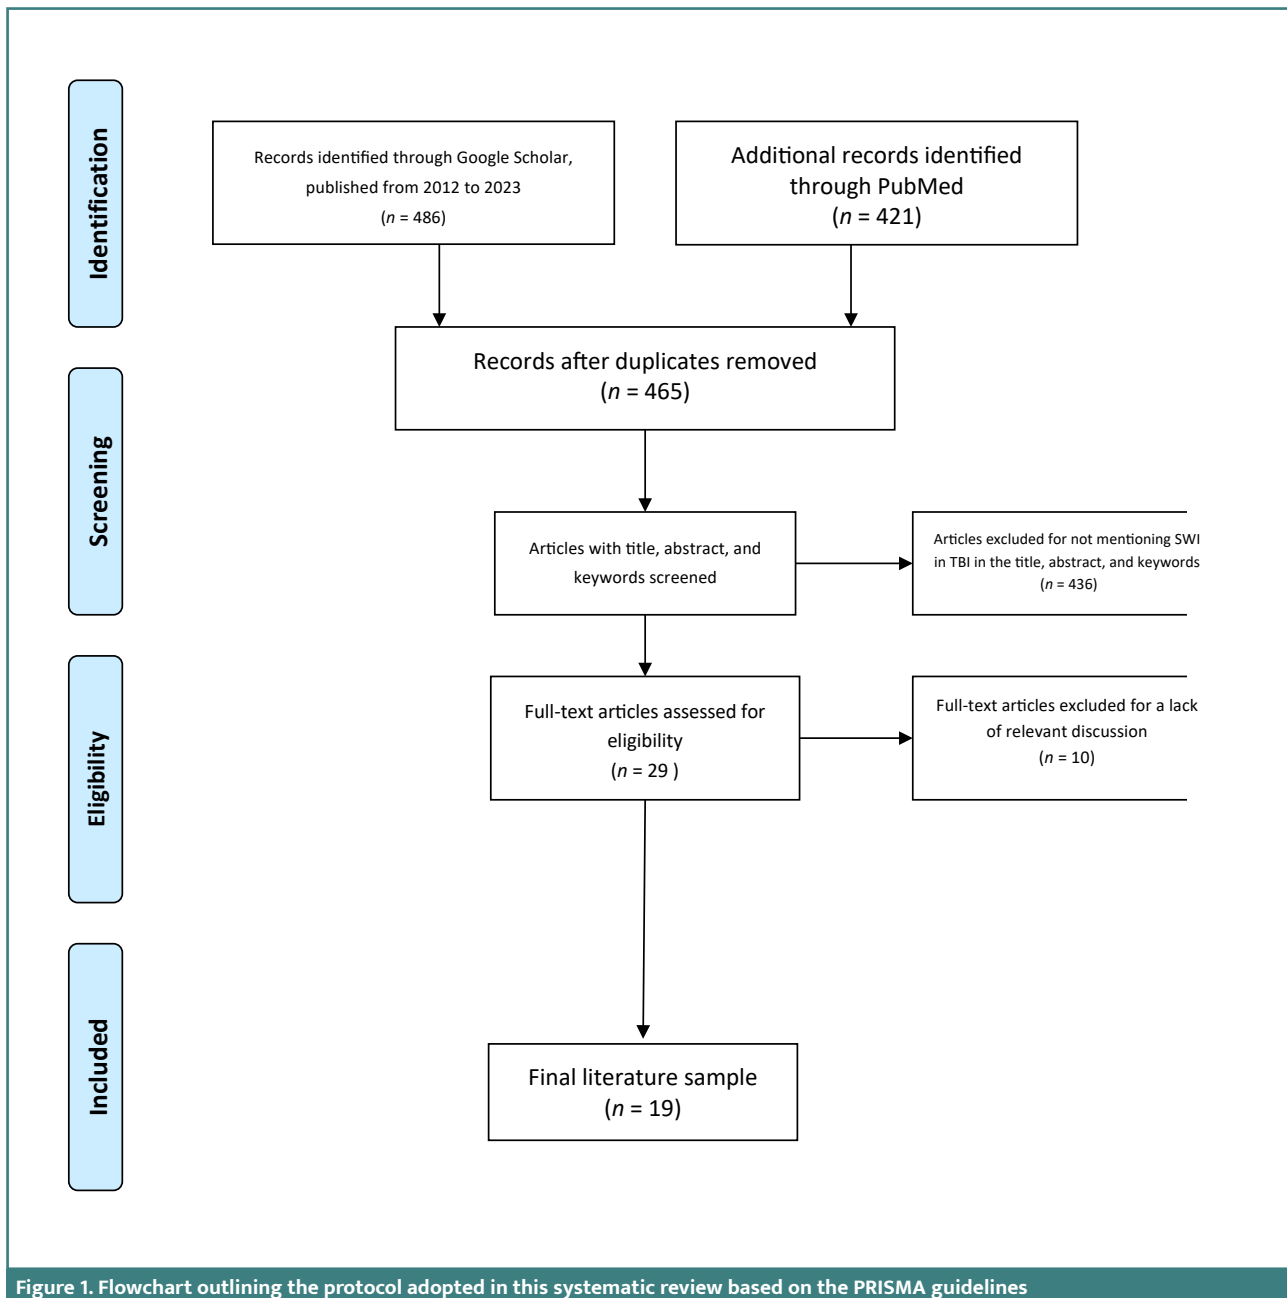 Identification
Records identified through Google Scholar,
published from 2012 to 2023
(n = 486)
Additional records identified
through PubMed
(n = 421)
Records after duplicates removed
(n = 465)
Screening
Articles with title, abstract, and
keywords screened
Articles excluded for not mentioning SWI
in TBI in the title, abstract, and keywords
(n = 436)
Eligibility
Full-text articles assessed for
eligibility
(n = 29 )
Full-text articles excluded for a lack
of relevant discussion
(n = 10)
Included
Final literature sample
(n = 19)
Figure 1. Flowchart outlining the protocol adopted in this systematic review based on the PRISMA guidelines